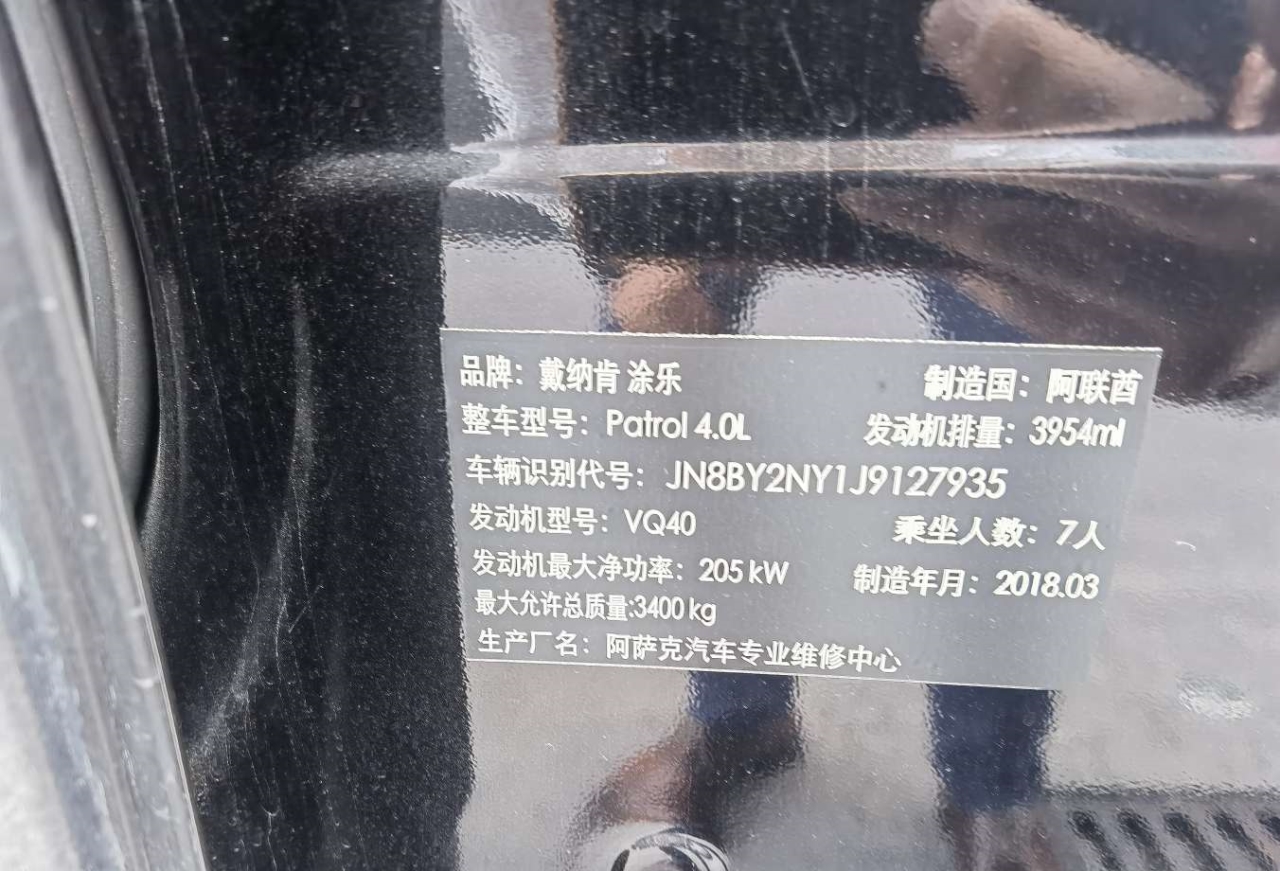 品牌：戴纳肯 涂乐 制造国：阿联酋
整车型号：Patrol 4.0L 发动机排量：3954ml
车辆识别代号：JN8BY2NY1J9127935
发动机型号：VQ40 乘坐人数：7人
发动机最大净功率：205 kW 制造年月：2018.03
最大允许总质量:3400 kg
生产厂名：阿萨克汽车专业维修中心